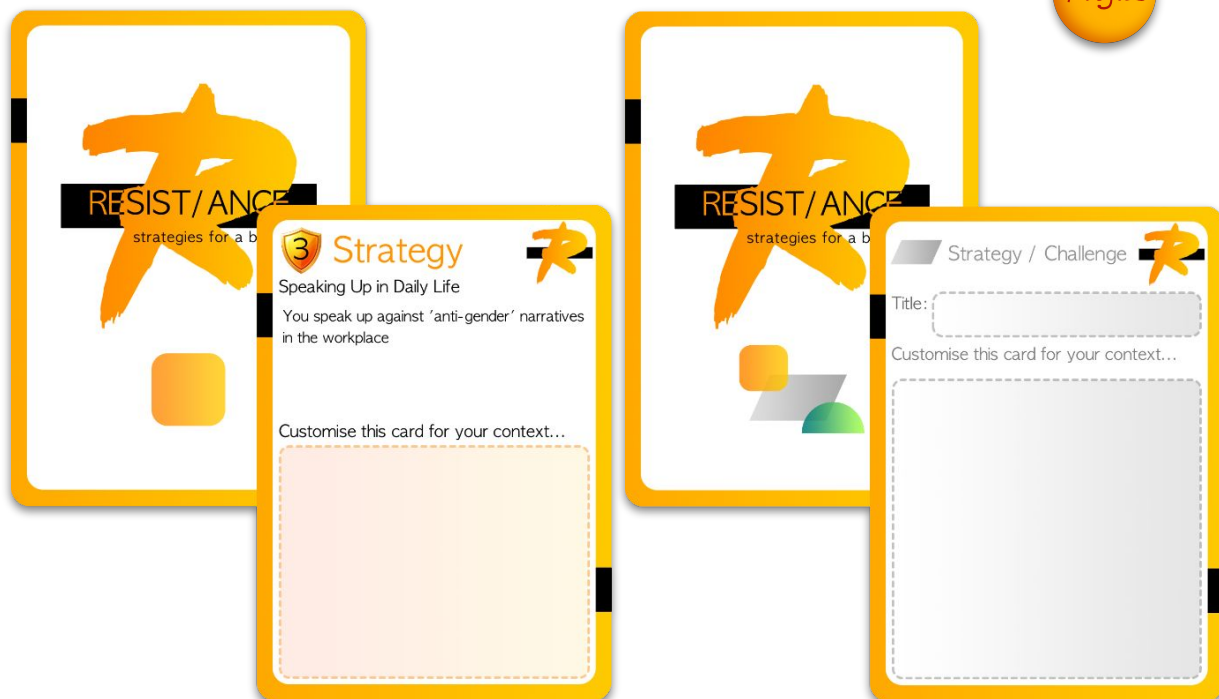 RESIST/ANCE
strategies for a b
3 Strategy
Speaking Up in Daily Life
You speak up against 'anti-gender' narratives
in the workplace
Customise this card for your context...
RESIST/ANCE
strategies for a b
Strategy / Challenge
Title:
Customise this card for your context...